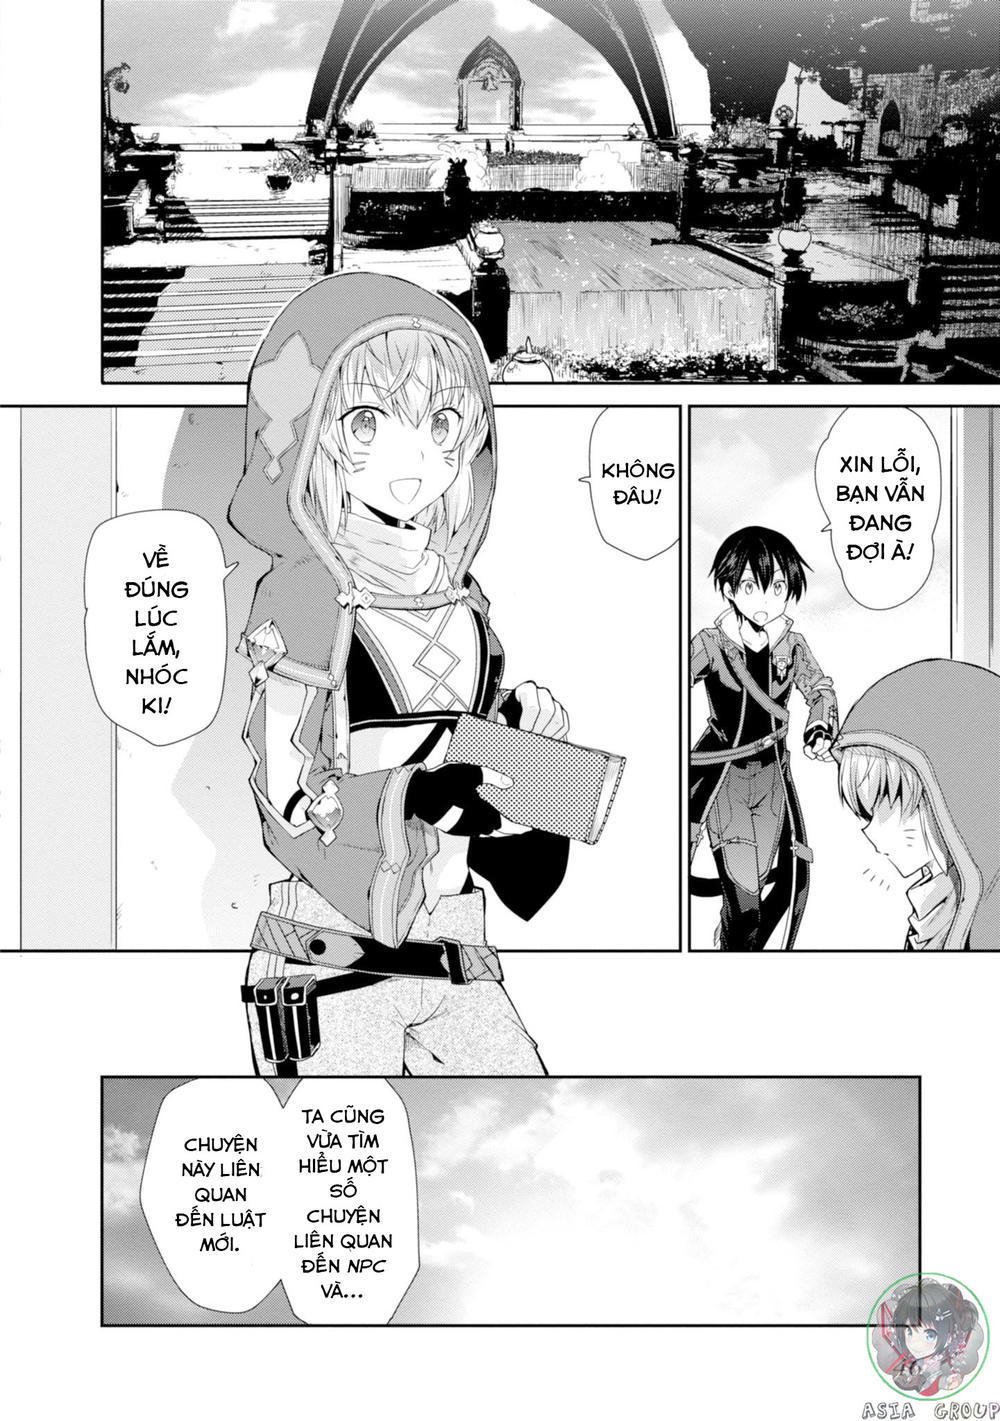 XIN LỖI,
BẠN VẪN
ĐANG
ĐỢI À!
KHÔNG
ĐÂU!
VỀ
ĐÚNG
LÚC
LẮM,
NHÓC
KI!
TA CŨNG
VỪA TÌM
HIỂU MỘT
SỐ
CHUYỆN
LIÊN QUAN
ĐẾN NPC
VÀ...
CHUYỆN
NÀY LIÊN
QUAN
ĐẾN LUẬT
MỚI.
ASIA GROUP